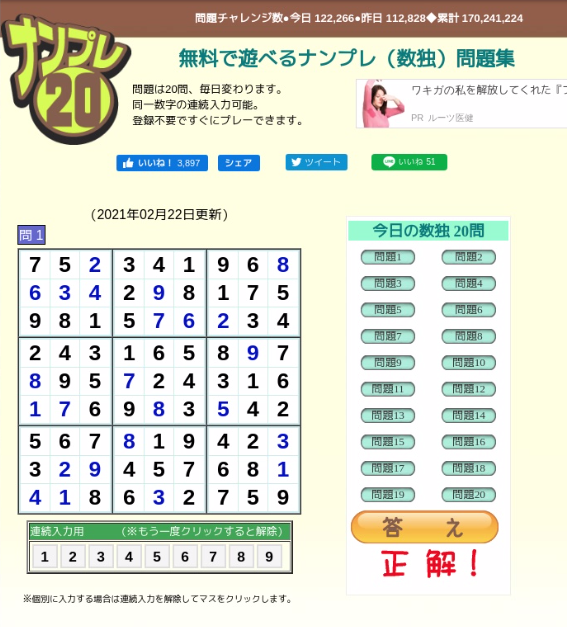 問題チャレンジ数●今日 122,266●昨日 112,828◆累計 170,241,224
ナンプレ
20
無料で遊べるナンプレ（数独）問題集
問題は20問、毎日変わります。
同一数字の連続入力可能。
登録不要ですぐにプレーできます。
ワキガの私を解放してくれた『
PR ルーツ医健
いいね！ 3,897
シェア
ツイート
いいね 51
（2021年02月22日更新）
問 1
7 5 2 3 4 1 9 6 8
6 3 4 2 9 8 1 7 5
9 8 1 5 7 6 2 3 4
2 4 3 1 6 5 8 9 7
8 9 5 7 2 4 3 1 6
1 7 6 9 8 3 5 4 2
5 6 7 8 1 9 4 2 3
3 2 9 4 5 7 6 8 1
4 1 8 6 3 2 7 5 9
連続入力用 （※もう一度クリックすると解除）
1 2 3 4 5 6 7 8 9
※個別に入力する場合は連続入力を解除してマスをクリックします。
今日の数独 20問
問題1 問題2
問題3 問題4
問題5 問題6
問題7 問題8
問題9 問題10
問題11 問題12
問題13 問題14
問題15 問題16
問題17 問題18
問題19 問題20
答 え
正解！